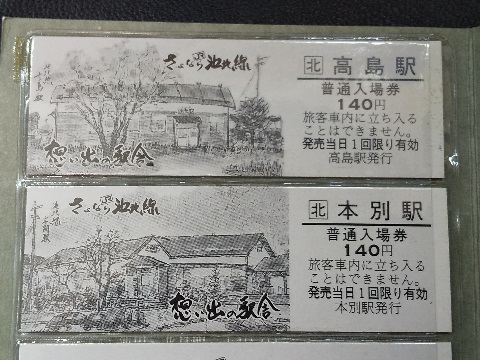 さよなら池北線
想い出の駅舎
北 高島駅
普通入場券
140円
旅客車内に立ち入る
ことはできません。
発売当日1回限り有効
高島駅発行
さよなら池北線
想い出の駅舎
北 本別駅
普通入場券
140円
旅客車内に立ち入る
ことはできません。
発売当日1回限り有効
本別駅発行